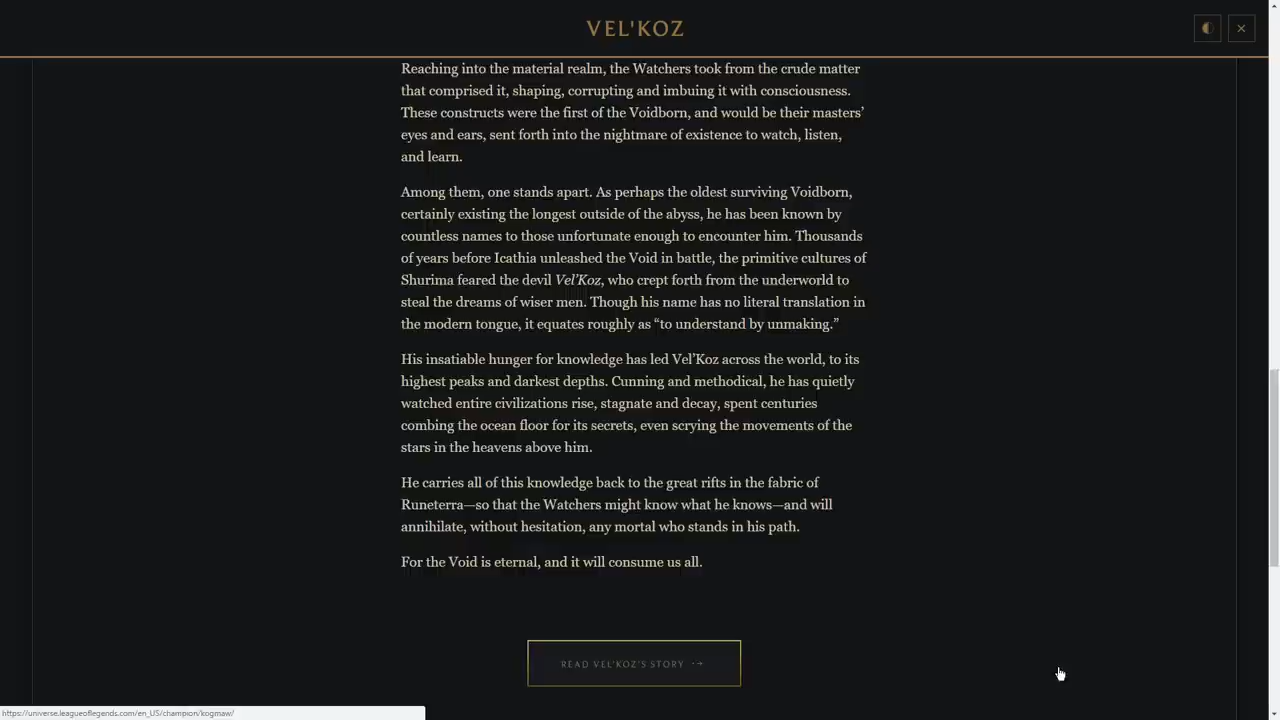 VEL'KOZ
Reaching into the material realm, the Watchers took from the crude matter
that comprised it, shaping, corrupting and imbuing it with consciousness.
These constructs were the first of the Voidborn, and would be their masters’
eyes and ears, sent forth into the nightmare of existence to watch, listen,
and learn.
Among them, one stands apart. As perhaps the oldest surviving Voidborn,
certainly existing the longest outside of the abyss, he has been known by
countless names to those unfortunate enough to encounter him. Thousands
of years before Icathia unleashed the Void in battle, the primitive cultures of
Shurima feared the devil Vel’Koz, who crept forth from the underworld to
steal the dreams of wiser men. Though his name has no literal translation in
the modern tongue, it equates roughly as “to understand by unmaking.”
His insatiable hunger for knowledge has led Vel’Koz across the world, to its
highest peaks and darkest depths. Cunning and methodical, he has quietly
watched entire civilizations rise, stagnate and decay, spent centuries
combing the ocean floor for its secrets, even scrying the movements of the
stars in the heavens above him.
He carries all of this knowledge back to the great rifts in the fabric of
Runeterra—so that the Watchers might know what he knows—and will
annihilate, without hesitation, any mortal who stands in his path.
For the Void is eternal, and it will consume us all.
READ VEL'KOZ'S STORY
https://universe.leagueoflegends.com/en_US/champion/kogmaw/